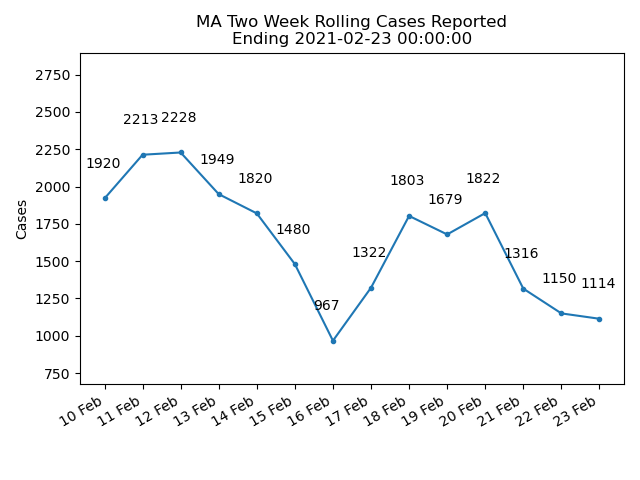 MA Two Week Rolling Cases Reported
Ending 2021-02-23 00:00:00
Cases
2750
2500
2250
2000
1750
1500
1250
1000
750
1920
2213
2228
1949
1820
1480
967
1322
1803
1679
1822
1316
1150
1114
10 Feb
11 Feb
12 Feb
13 Feb
14 Feb
15 Feb
16 Feb
17 Feb
18 Feb
19 Feb
20 Feb
21 Feb
22 Feb
23 Feb